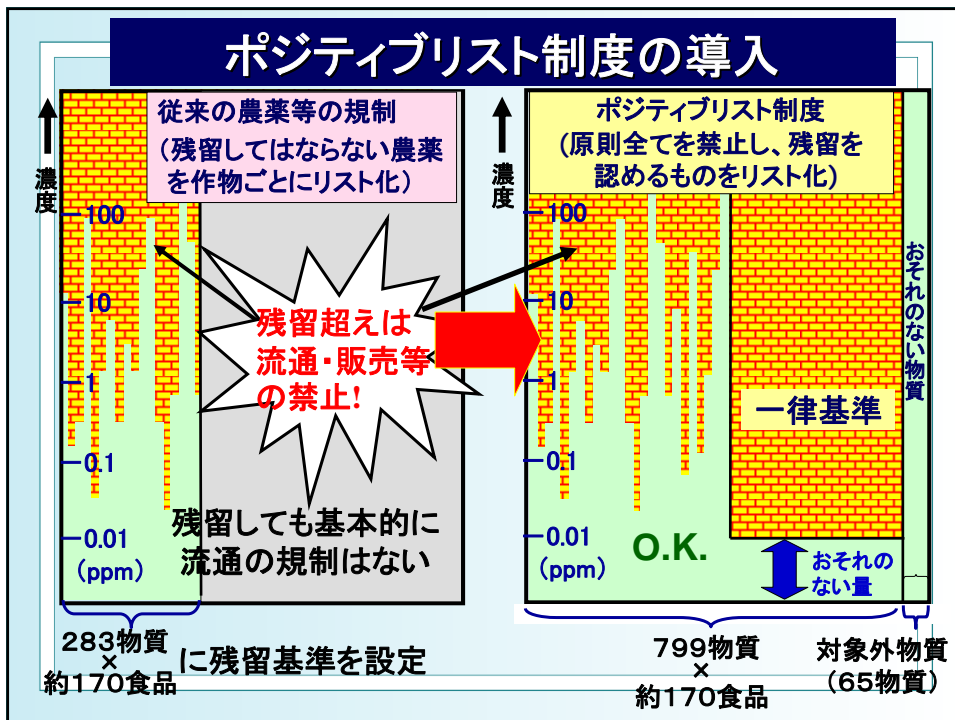 ポジティブリスト制度の導入
従来の農薬等の規制
（残留してはならない農薬
を作物ごとにリスト化）
濃度
100
10
1
0.1
0.01
（ppm）
残留超えは
流通・販売等
の禁止!
残留しても基本的に
流通の規制はない
283物質
×
約170食品
に残留基準を設定
ポジティブリスト制度
(原則全てを禁止し、残留を
認めるものをリスト化)
濃度
100
10
1
0.1
0.01
（ppm）
一律基準
O.K.
おそれの
ない量
おそれのない物質
799物質
×
約170食品
対象外物質
（65物質）